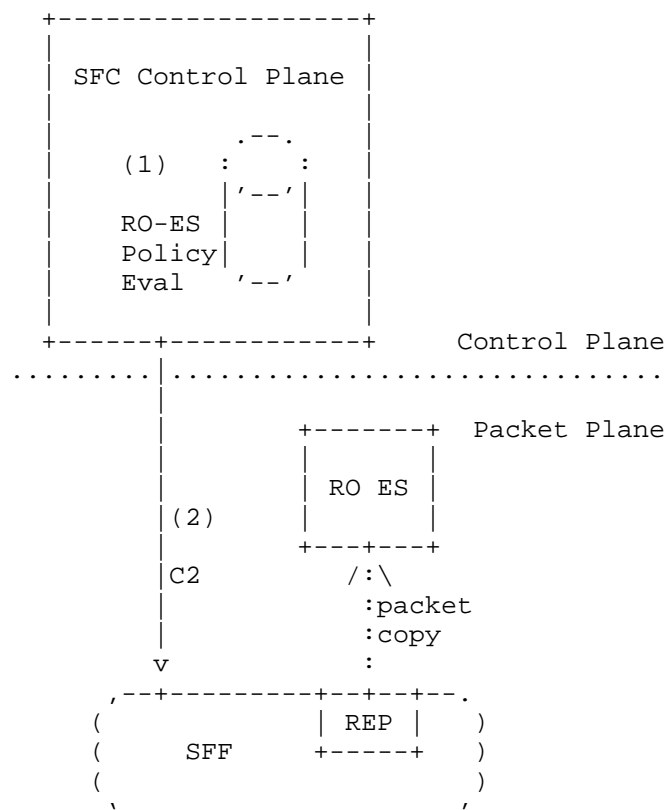 SFC Control Plane
(1)
RO-ES
Policy
Eval
Control Plane
Packet Plane
RO ES
(2)
C2
packet
copy
v
REP
SFF